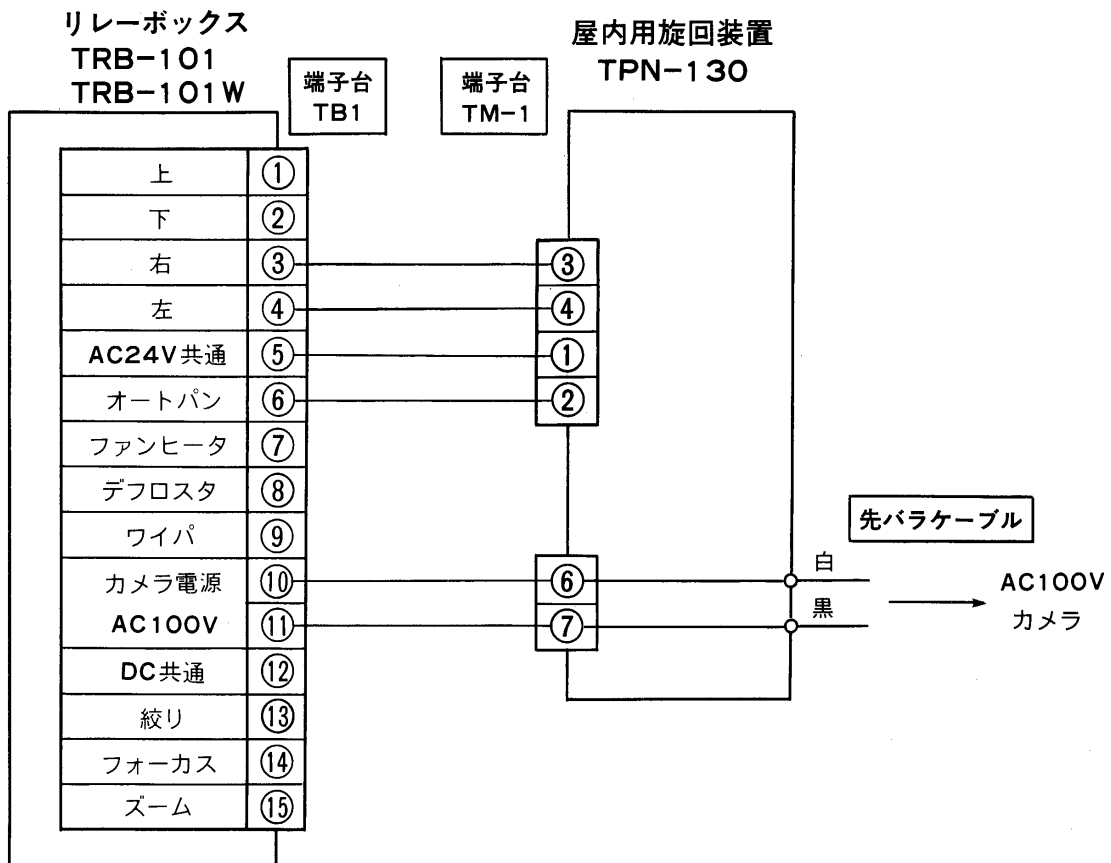 リレーボックス
TRB-101
TRB-101W
端子台
TB1
端子台
TM-1
屋内用旋回装置
TPN-130
上 ①
下 ②
右 ③ ③
左 ④ ④
AC24V共通 ⑤ ①
オートパン ⑥ ②
ファンヒータ ⑦
デフロスタ ⑧
ワイパ ⑨
先バラケーブル
カメラ電源 ⑩ ⑥ 白
AC100V ⑪ ⑦ 黒
AC100V
カメラ
DC共通 ⑫
絞り ⑬
フォーカス ⑭
ズーム ⑮